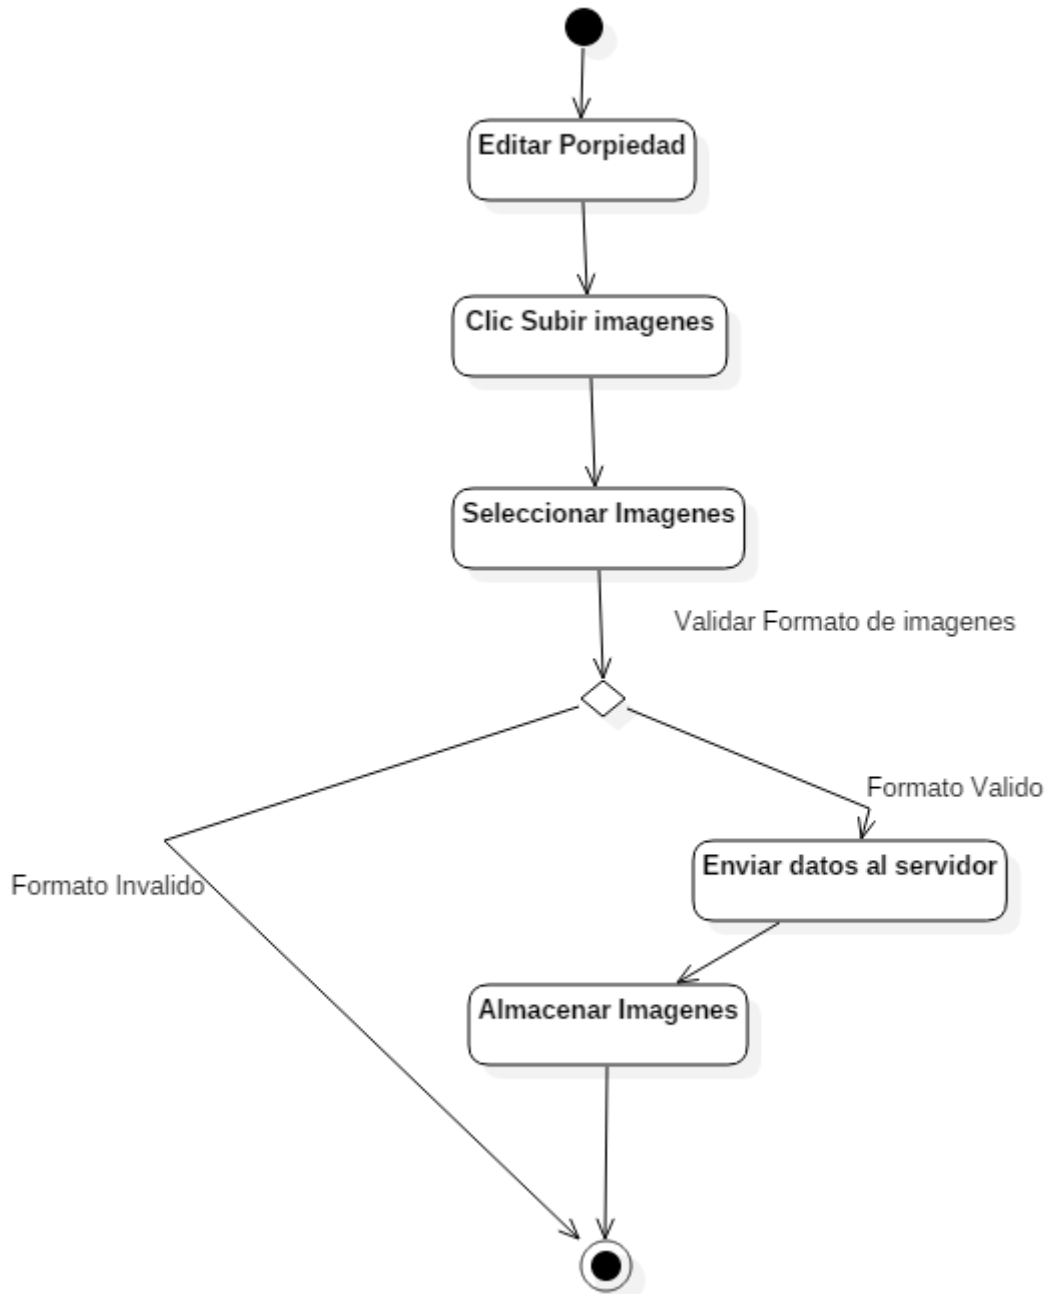 Editar Porpiedad
Clic Subir imagenes
Seleccionar Imagenes
Validar Formato de imagenes
Formato Valido
Enviar datos al servidor
Formato Invalido
Almacenar Imagenes